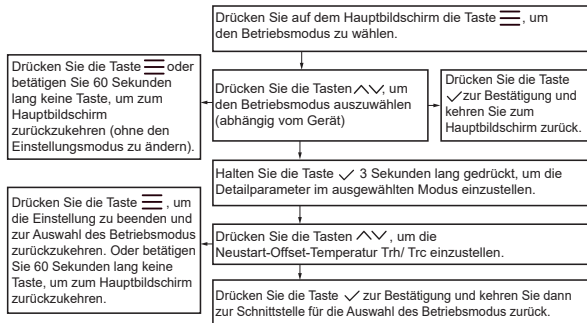 Drücken Sie auf dem Hauptbildschirm die Taste ☰, um
den Betriebsmodus zu wählen.
Drücken Sie die Taste ☰ oder
betätigen Sie 60 Sekunden
lang keine Taste, um zum
Hauptbildschirm
zurückzukehren (ohne den
Einstellungsmodus zu ändern).
Drücken Sie die Tasten ︿﹀, um
den Betriebsmodus auszuwählen
(abhängig vom Gerät)
Drücken Sie die Taste
✓ zur Bestätigung und
kehren Sie zum
Hauptbildschirm zurück.
Halten Sie die Taste ✓ 3 Sekunden lang gedrückt, um die
Detailparameter im ausgewählten Modus einzustellen.
Drücken Sie die Taste ☰, um
die Einstellung zu beenden und
zur Auswahl des Betriebsmodus
zurückzukehren. Oder betätigen
Sie 60 Sekunden lang keine
Taste, um zum Hauptbildschirm
zurückzukehren.
Drücken Sie die Tasten ︿﹀, um die
Neustart-Offset-Temperatur Trh/ Trc einzustellen.
Drücken Sie die Taste ✓ zur Bestätigung und kehren Sie dann
zur Schnittstelle für die Auswahl des Betriebsmodus zurück.